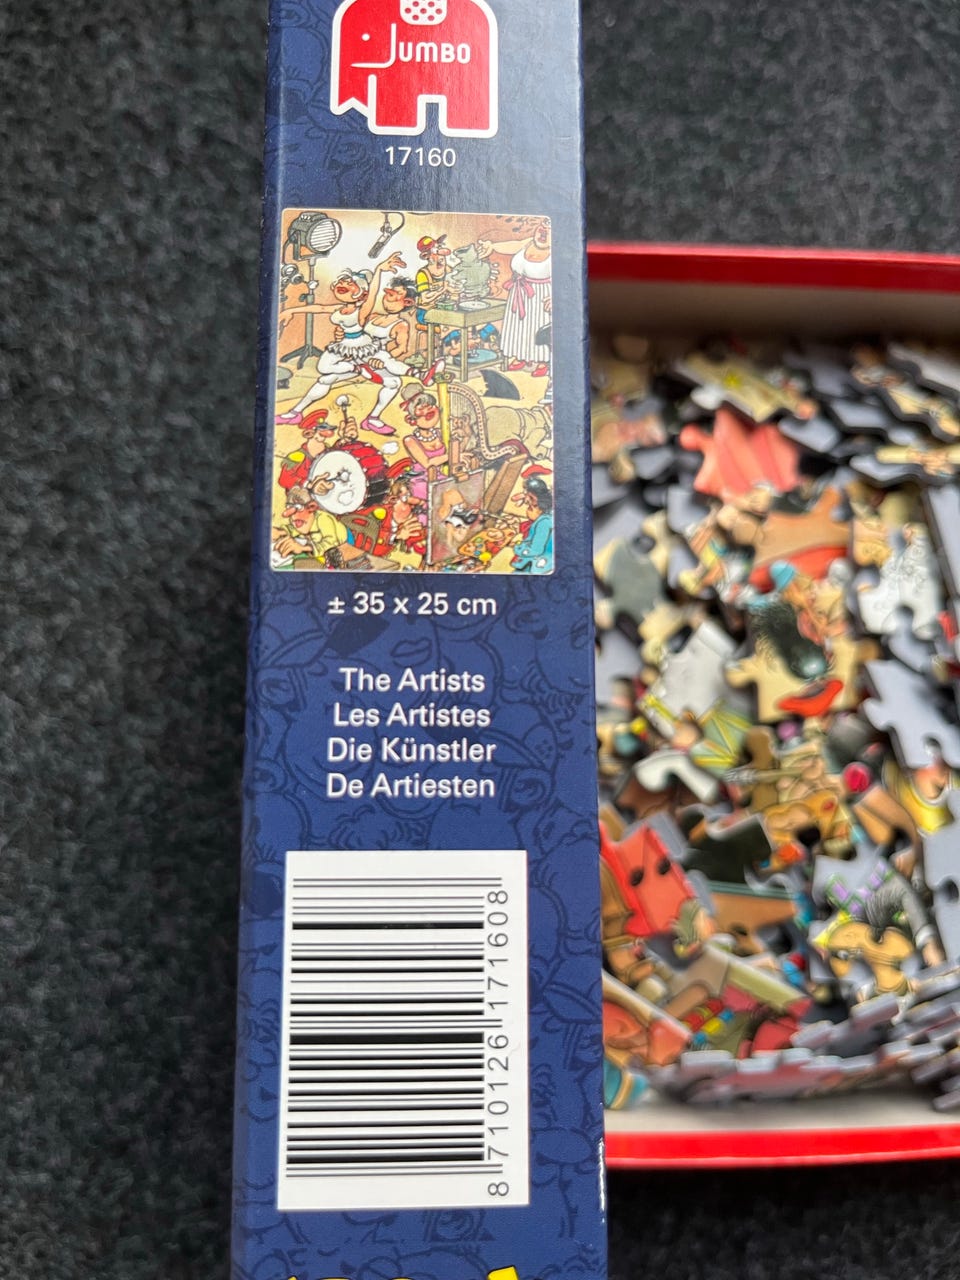 JUMBO
17160
± 35 x 25 cm
The Artists
Les Artistes
Die Künstler
De Artiesten
8 710126 171608